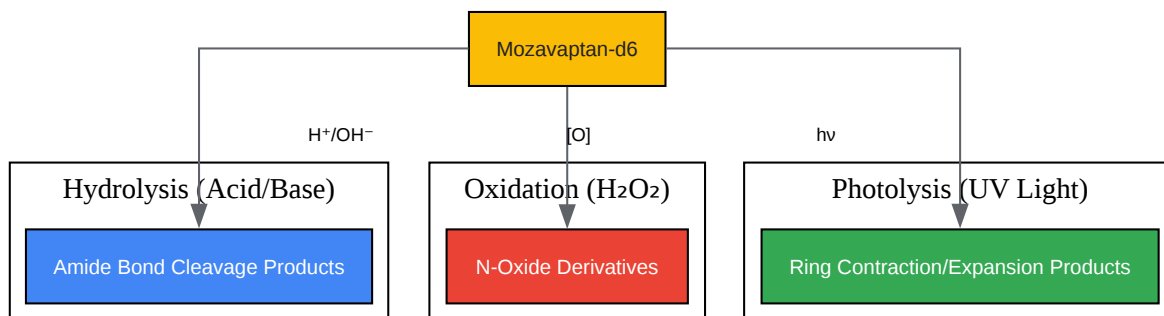 Mozavaptan-d6
H⁺/OH⁻
[O]
hν
Hydrolysis (Acid/Base)
Oxidation (H₂O₂)
Photolysis (UV Light)
Amide Bond Cleavage Products
N-Oxide Derivatives
Ring Contraction/Expansion Products